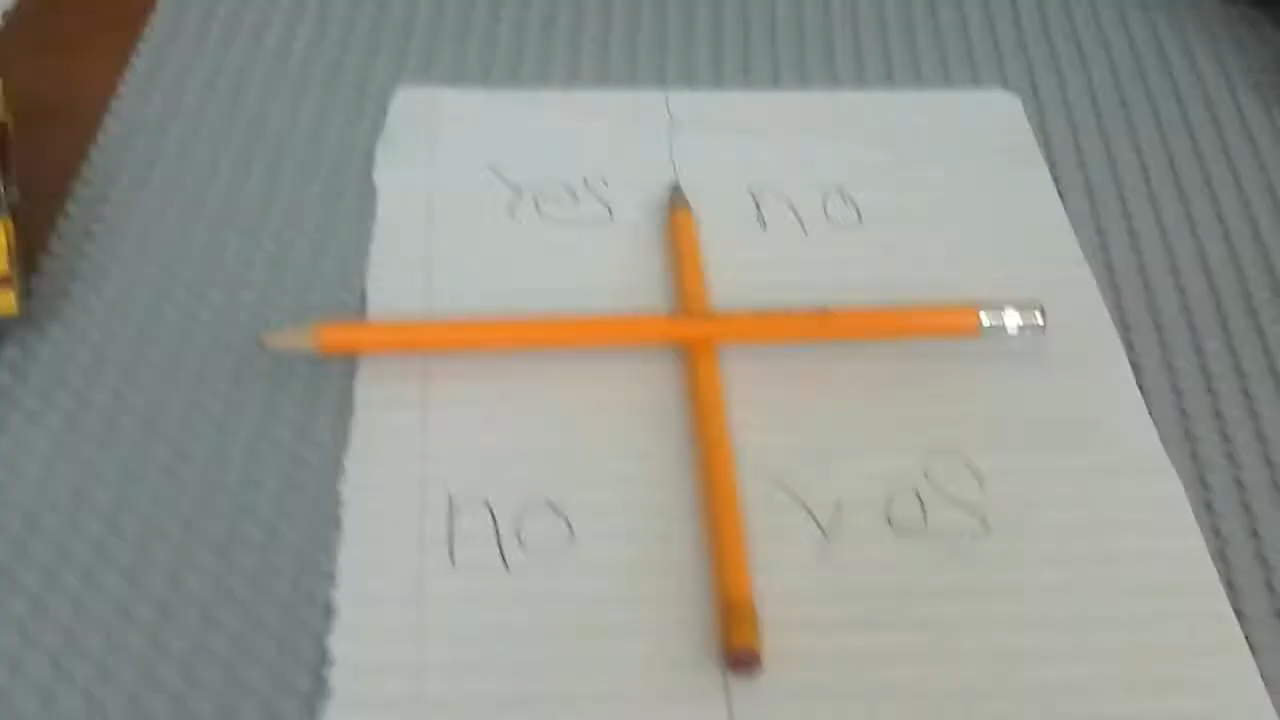 Yes no
no Yes